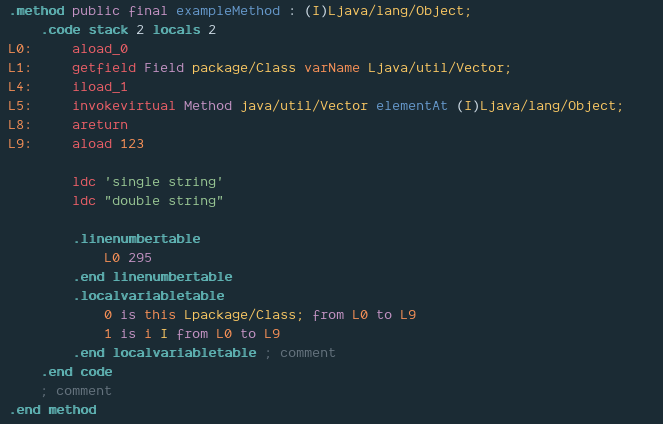 .method public final exampleMethod : (I)Ljava/lang/Object;
    .code stack 2 locals 2
L0:     aload_0
L1:     getfield Field package/Class varName Ljava/util/Vector;
L4:     iload_1
L5:     invokevirtual Method java/util/Vector elementAt (I)Ljava/lang/Object;
L8:     areturn
L9:     aload 123

        ldc 'single string'
        ldc "double string"

        .linenumbertable
            L0 295
        .end linenumbertable
        .localvariabletable
            0 is this Lpackage/Class; from L0 to L9
            1 is i I from L0 to L9
        .end localvariabletable ; comment
    .end code
    ; comment
.end method